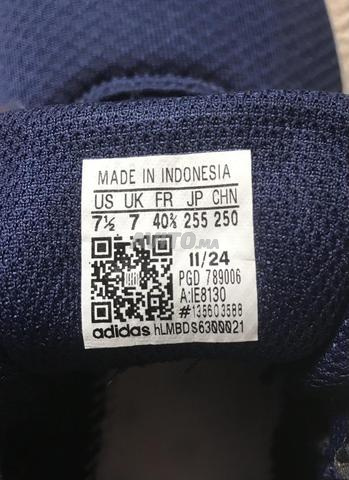 MADE IN INDONESIA
US UK FR JP CHN
7½ 7 40⅔ 255 250
11/24
PGD 789006
A:IE8130
#135603588
adidas hLMBDS6300021